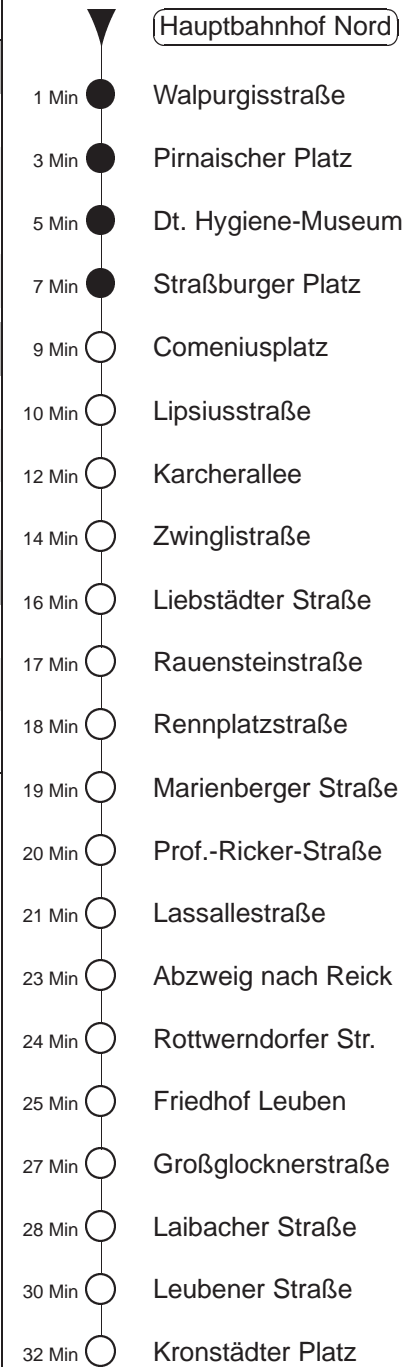 Hauptbahnhof Nord
1 Min Walpurgisstraße
3 Min Pirnaischer Platz
5 Min Dt. Hygiene-Museum
7 Min Straßburger Platz
9 Min Comeniusplatz
10 Min Lipsiusstraße
12 Min Karcherallee
14 Min Zwinglistraße
16 Min Liebstädter Straße
17 Min Rauensteinstraße
18 Min Rennplatzstraße
19 Min Marienberger Straße
20 Min Prof.-Ricker-Straße
21 Min Lassallestraße
23 Min Abzweig nach Reick
24 Min Rottwerndorfer Str.
25 Min Friedhof Leuben
27 Min Großglocknerstraße
28 Min Laibacher Straße
30 Min Leubener Straße
32 Min Kronstädter Platz